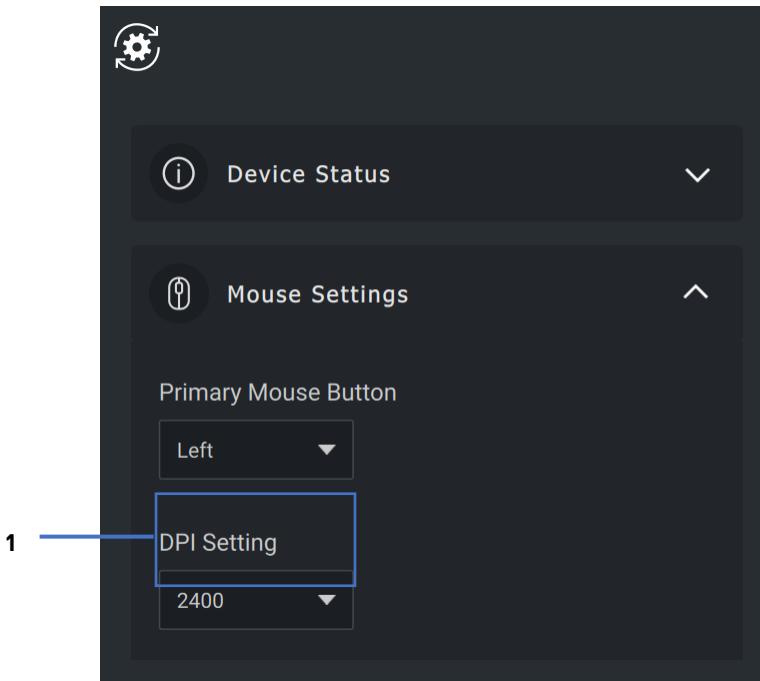 Device Status
Mouse Settings
Primary Mouse Button
Left
1
DPI Setting
2400